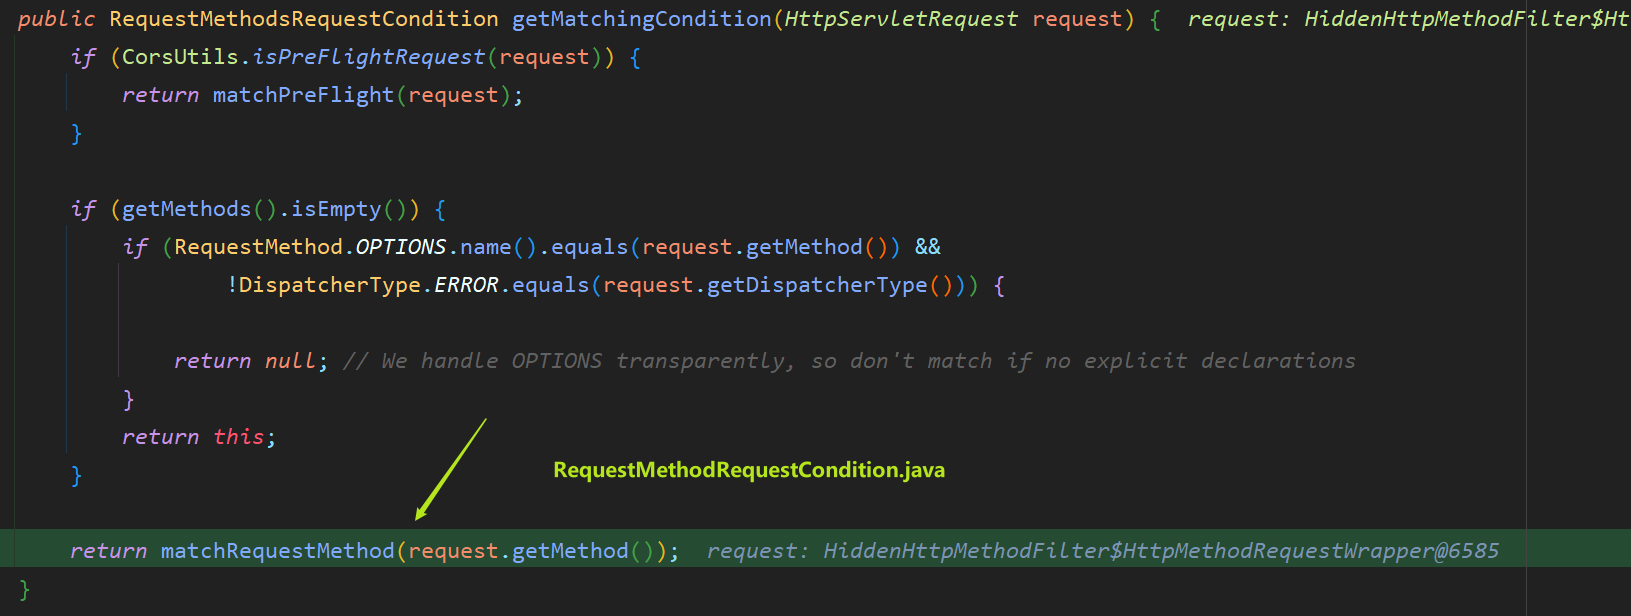 public RequestMethodsRequestCondition getMatchingCondition(HttpServletRequest request) {  request: HiddenHttpMethodFilter$Ht
    if (CorsUtils.isPreFlightRequest(request)) {
        return matchPreFlight(request);
    }

    if (getMethods().isEmpty()) {
        if (RequestMethod.OPTIONS.name().equals(request.getMethod()) &&
                !DispatcherType.ERROR.equals(request.getDispatcherType())) {

            return null; // We handle OPTIONS transparently, so don't match if no explicit declarations
        }
        return this;
RequestMethodRequestCondition.java
    }

    return matchRequestMethod(request.getMethod());  request: HiddenHttpMethodFilter$HttpMethodRequestWrapper@6585
}